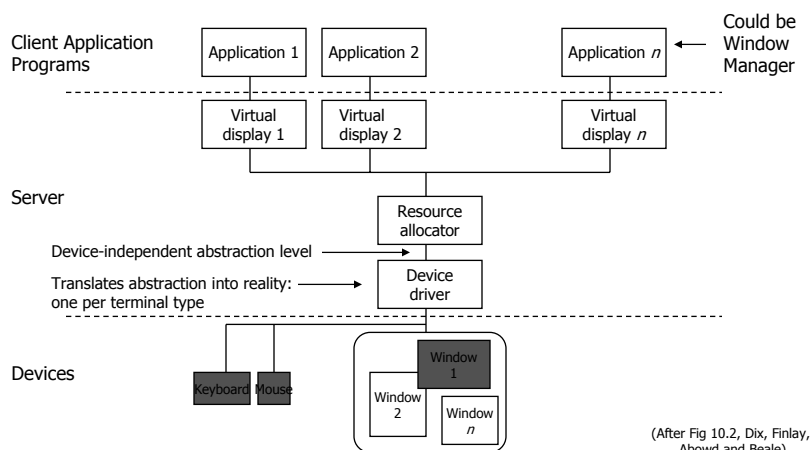 Client Application
Programs
Application 1
Application 2
Application n
Could be
Window
Manager
Virtual
display 1
Virtual
display 2
Virtual
display n
Server
Resource
allocator
Device-independent abstraction level
Translates abstraction into reality:
one per terminal type
Device
driver
Devices
Keyboard
Mouse
Window
1
Window
2
Window
n
(After Fig 10.2, Dix, Finlay,
Abowd and Beale)